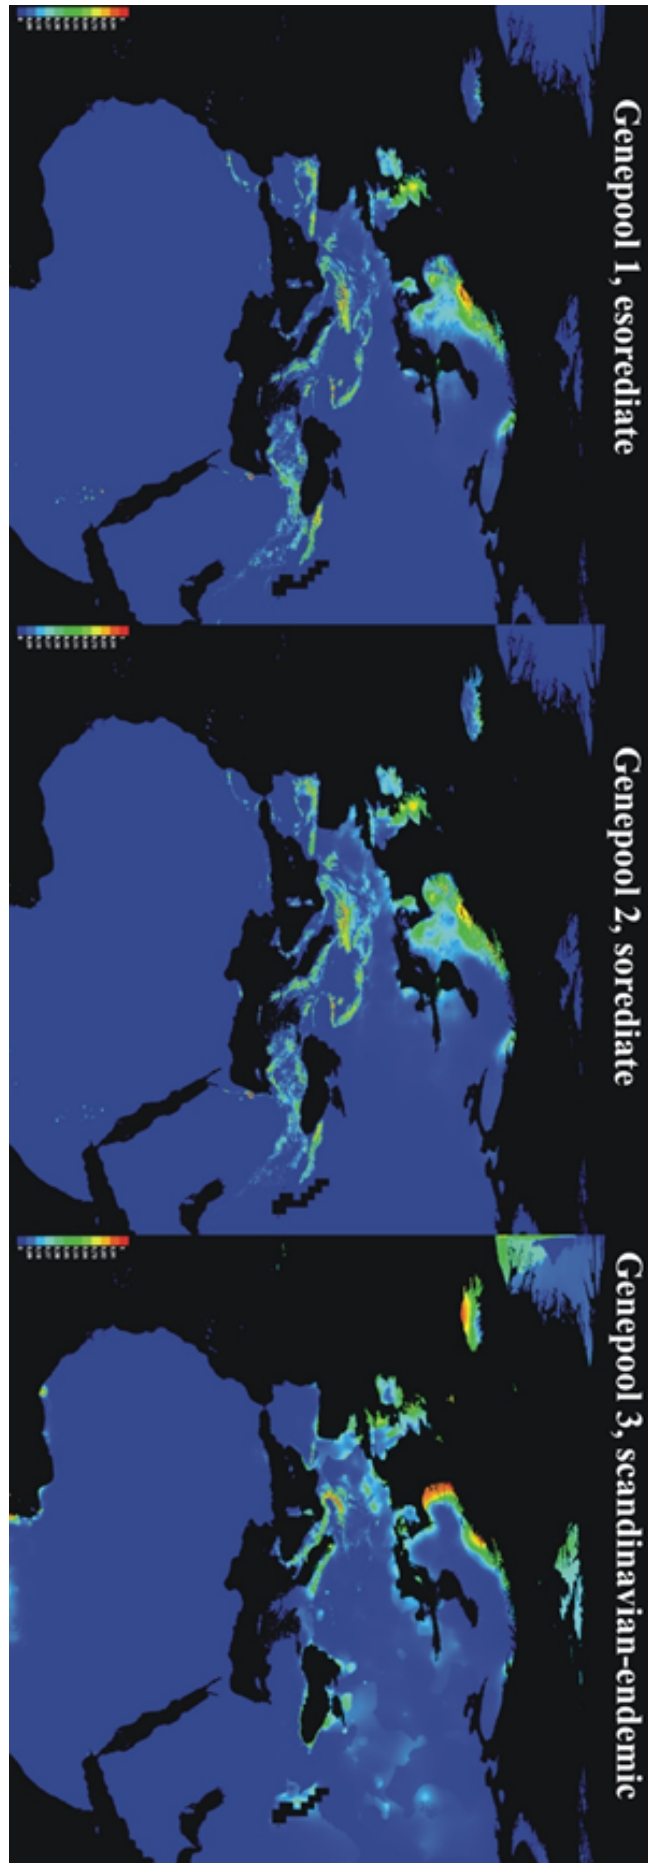 Genepool 1, esorediate
Genepool 2, sorediate
Genepool 3, scandinavian-endemic